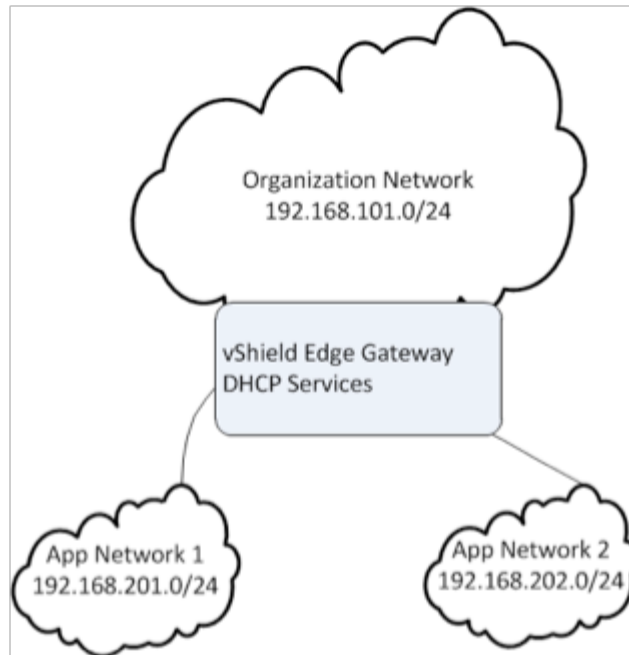 Organization Network
192.168.101.0/24
vShield Edge Gateway
DHCP Services
App Network 1
192.168.201.0/24
App Network 2
192.168.202.0/24